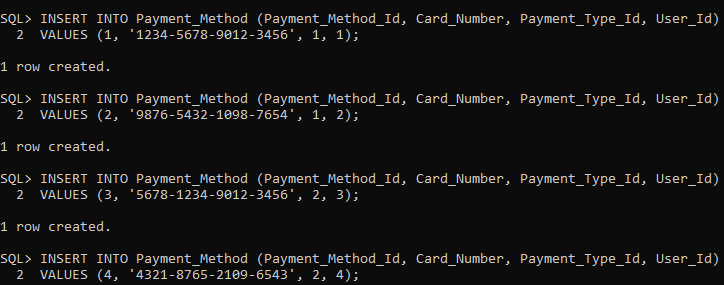 SQL> INSERT INTO Payment_Method (Payment_Method_Id, Card_Number, Payment_Type_Id, User_Id)
  2  VALUES (1, '1234-5678-9012-3456', 1, 1);
1 row created.
SQL> INSERT INTO Payment_Method (Payment_Method_Id, Card_Number, Payment_Type_Id, User_Id)
  2  VALUES (2, '9876-5432-1098-7654', 1, 2);
1 row created.
SQL> INSERT INTO Payment_Method (Payment_Method_Id, Card_Number, Payment_Type_Id, User_Id)
  2  VALUES (3, '5678-1234-9012-3456', 2, 3);
1 row created.
SQL> INSERT INTO Payment_Method (Payment_Method_Id, Card_Number, Payment_Type_Id, User_Id)
  2  VALUES (4, '4321-8765-2109-6543', 2, 4);